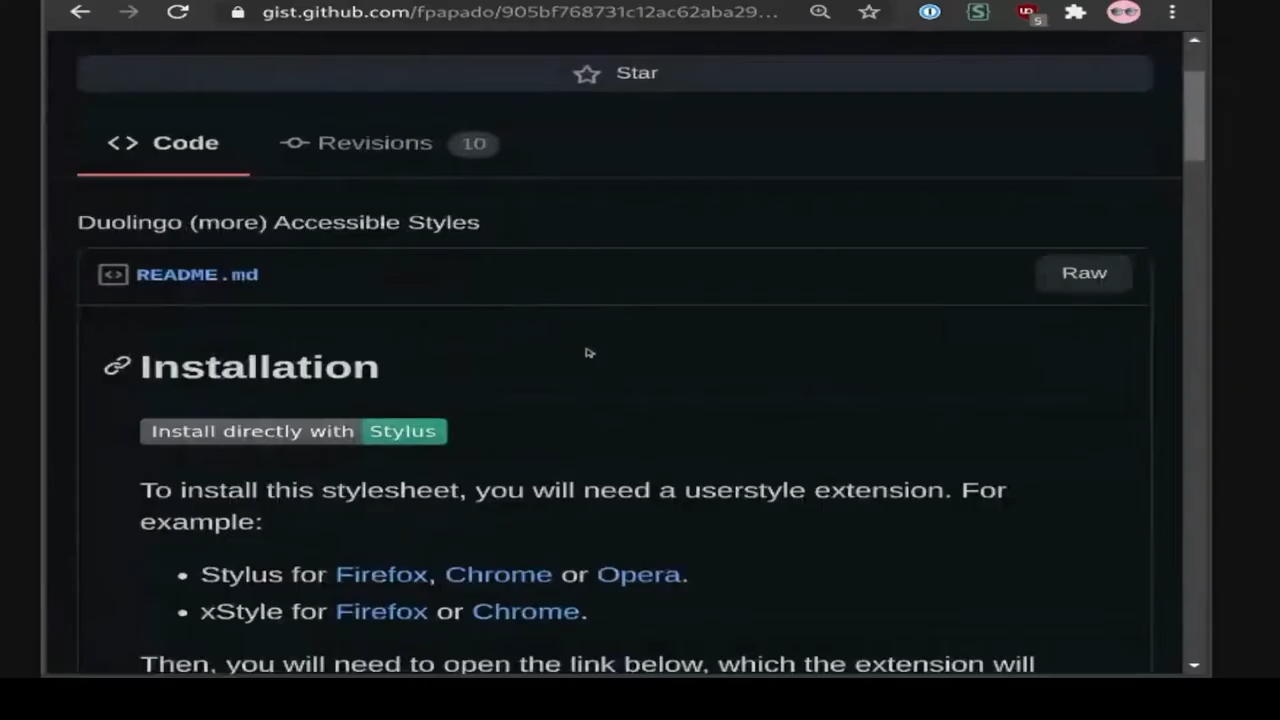 gist.github.com/fpapado/905bf768731c12ac62aba29...
5
Star
Code
Revisions 10
Duolingo (more) Accessible Styles
README.md
Raw
Installation
Install directly with Stylus
To install this stylesheet, you will need a userstyle extension. For
example:
• Stylus for Firefox, Chrome or Opera.
• xStyle for Firefox or Chrome.
Then, you will need to open the link below, which the extension will